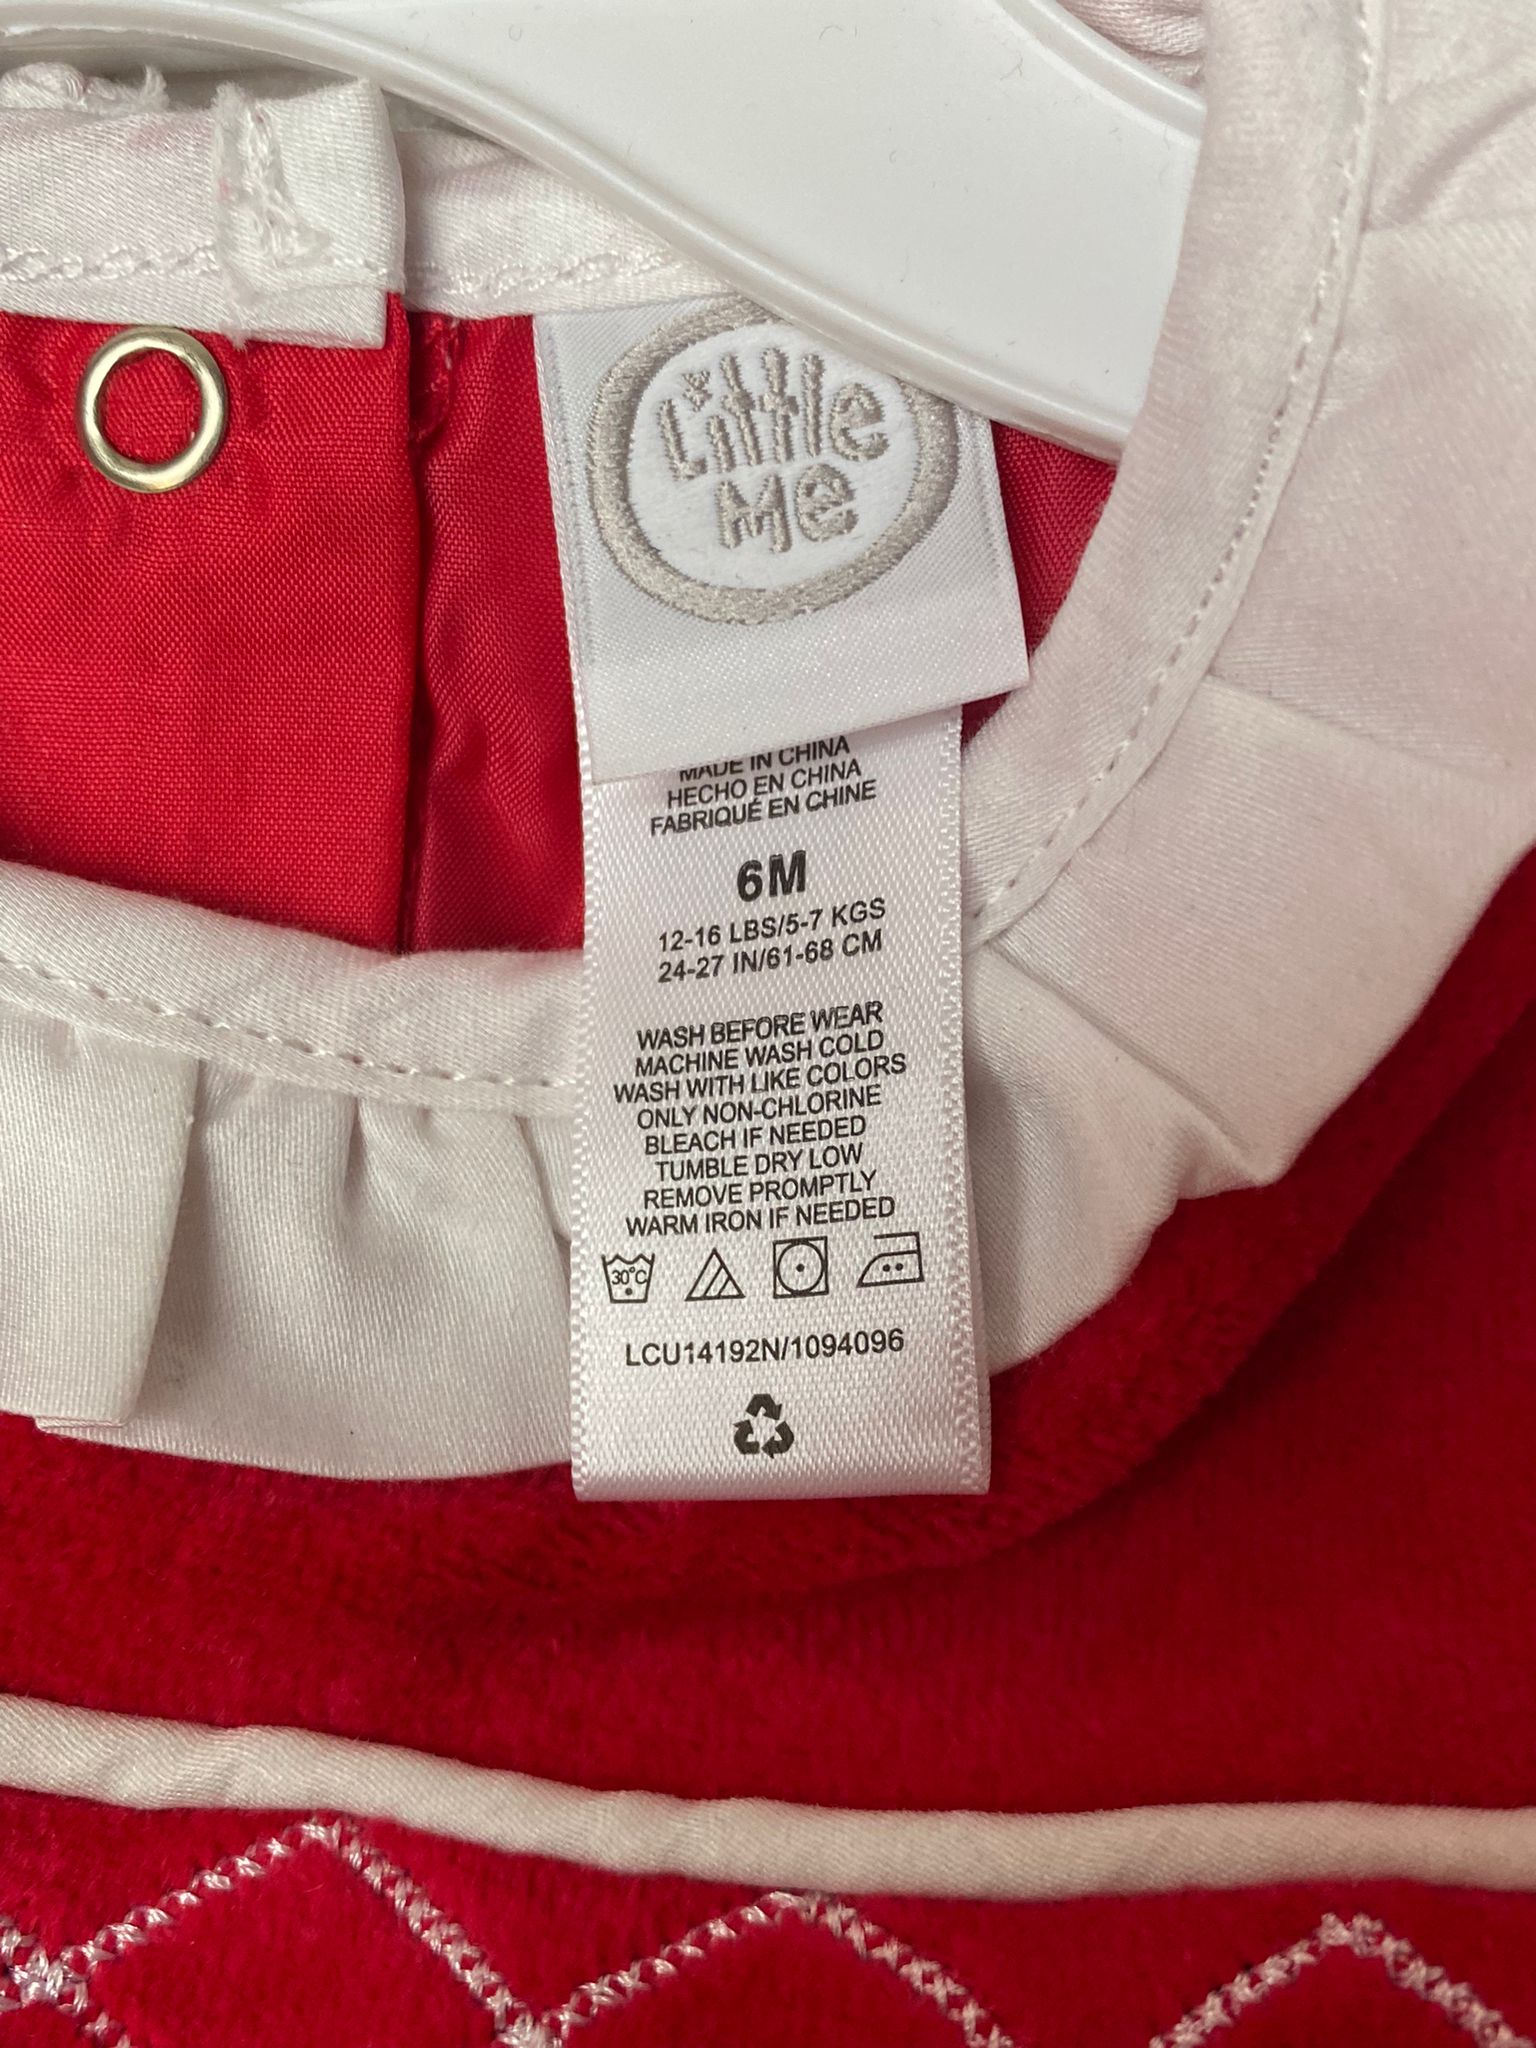 Little
Me
MADE IN CHINA
HECHO EN CHINA
FABRIQUÉ EN CHINE
6M
12-16 LBS/5-7 KGS
24-27 IN/61-68 CM
WASH BEFORE WEAR
MACHINE WASH COLD
WASH WITH LIKE COLORS
ONLY NON-CHLORINE
BLEACH IF NEEDED
TUMBLE DRY LOW
REMOVE PROMPTLY
WARM IRON IF NEEDED
30°C
LCU14192N/1094096